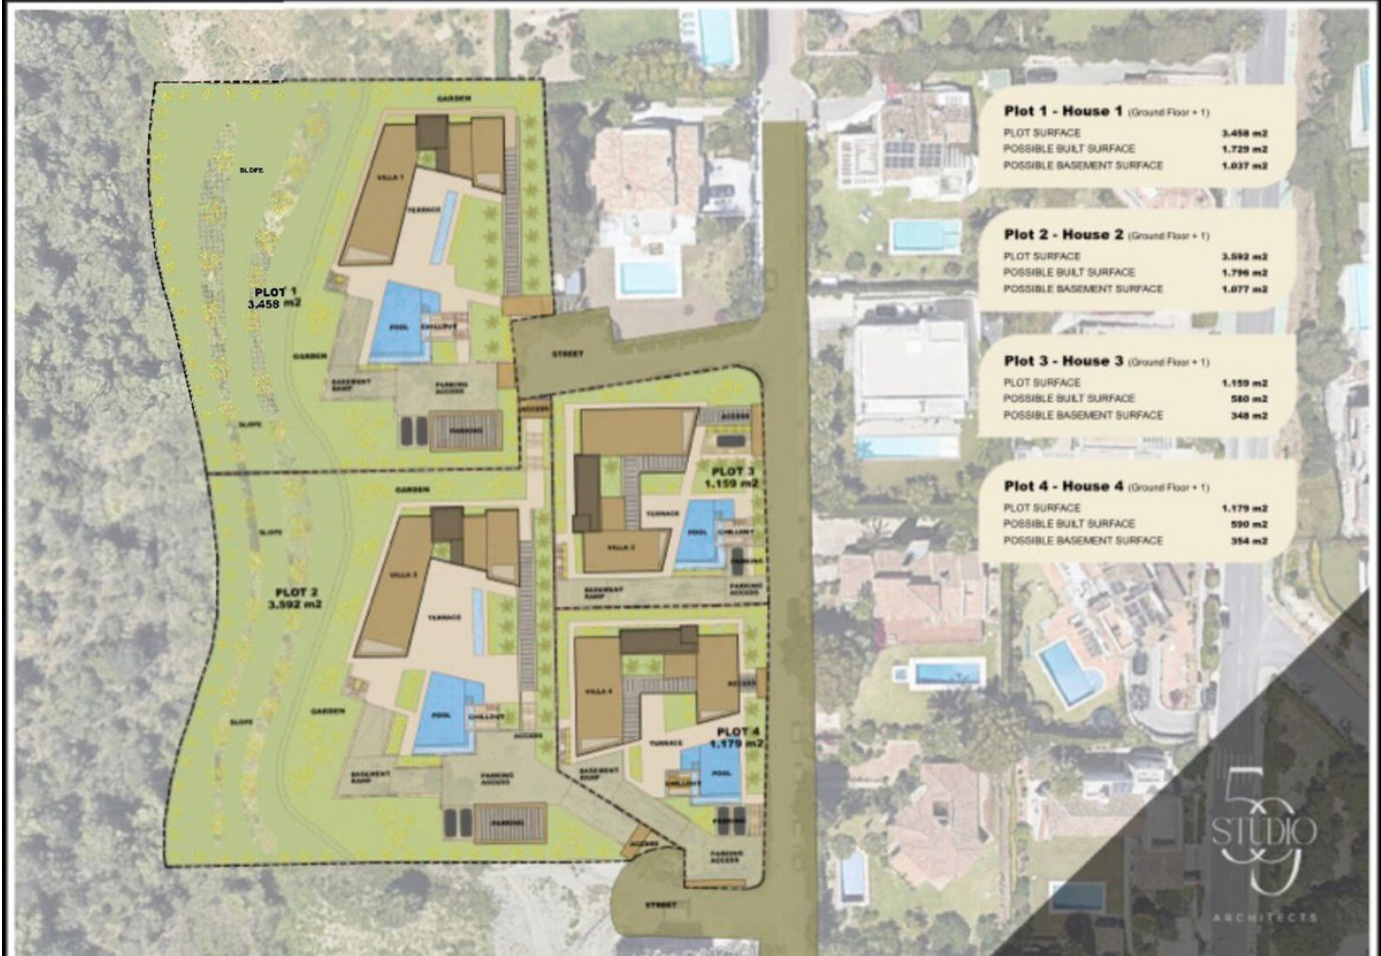 Plot 1 - House 1 (Ground Floor + 1)
PLOT SURFACE 3.458 m2
POSSIBLE BUILT SURFACE 1.729 m2
POSSIBLE BASEMENT SURFACE 1.037 m2
Plot 2 - House 2 (Ground Floor + 1)
PLOT SURFACE 3.592 m2
POSSIBLE BUILT SURFACE 1.796 m2
POSSIBLE BASEMENT SURFACE 1.077 m2
Plot 3 - House 3 (Ground Floor + 1)
PLOT SURFACE 1.159 m2
POSSIBLE BUILT SURFACE 580 m2
POSSIBLE BASEMENT SURFACE 348 m2
Plot 4 - House 4 (Ground Floor + 1)
PLOT SURFACE 1.179 m2
POSSIBLE BUILT SURFACE 590 m2
POSSIBLE BASEMENT SURFACE 354 m2
GARDEN
SLOPE
VILLA 1
TERRACE
PLOT 1
3.458 m2
POOL
CHILLOUT
GARDEN
BASEMENT
RAMP
PARKING
ACCESS
SLOPE
PARKING
STREET
ACCESS
GARDEN
SLOPE
VILLA 2
PLOT 2
3.592 m2
TERRACE
GARDEN
SLOPE
POOL
CHILLOUT
ACCESS
BASEMENT
RAMP
PARKING
ACCESS
PARKING
ACCESS
ACCESS
PLOT 3
1.159 m2
TERRACE
POOL
CHILLOUT
VILLA 3
PARKING
BASEMENT
RAMP
PARKING
ACCESS
ACCESS
VILLA 4
PLOT 4
1.179 m2
TERRACE
BASEMENT
RAMP
POOL
CHILLOUT
PARKING
PARKING
ACCESS
STREET
STUDIO
ARCHITECTS